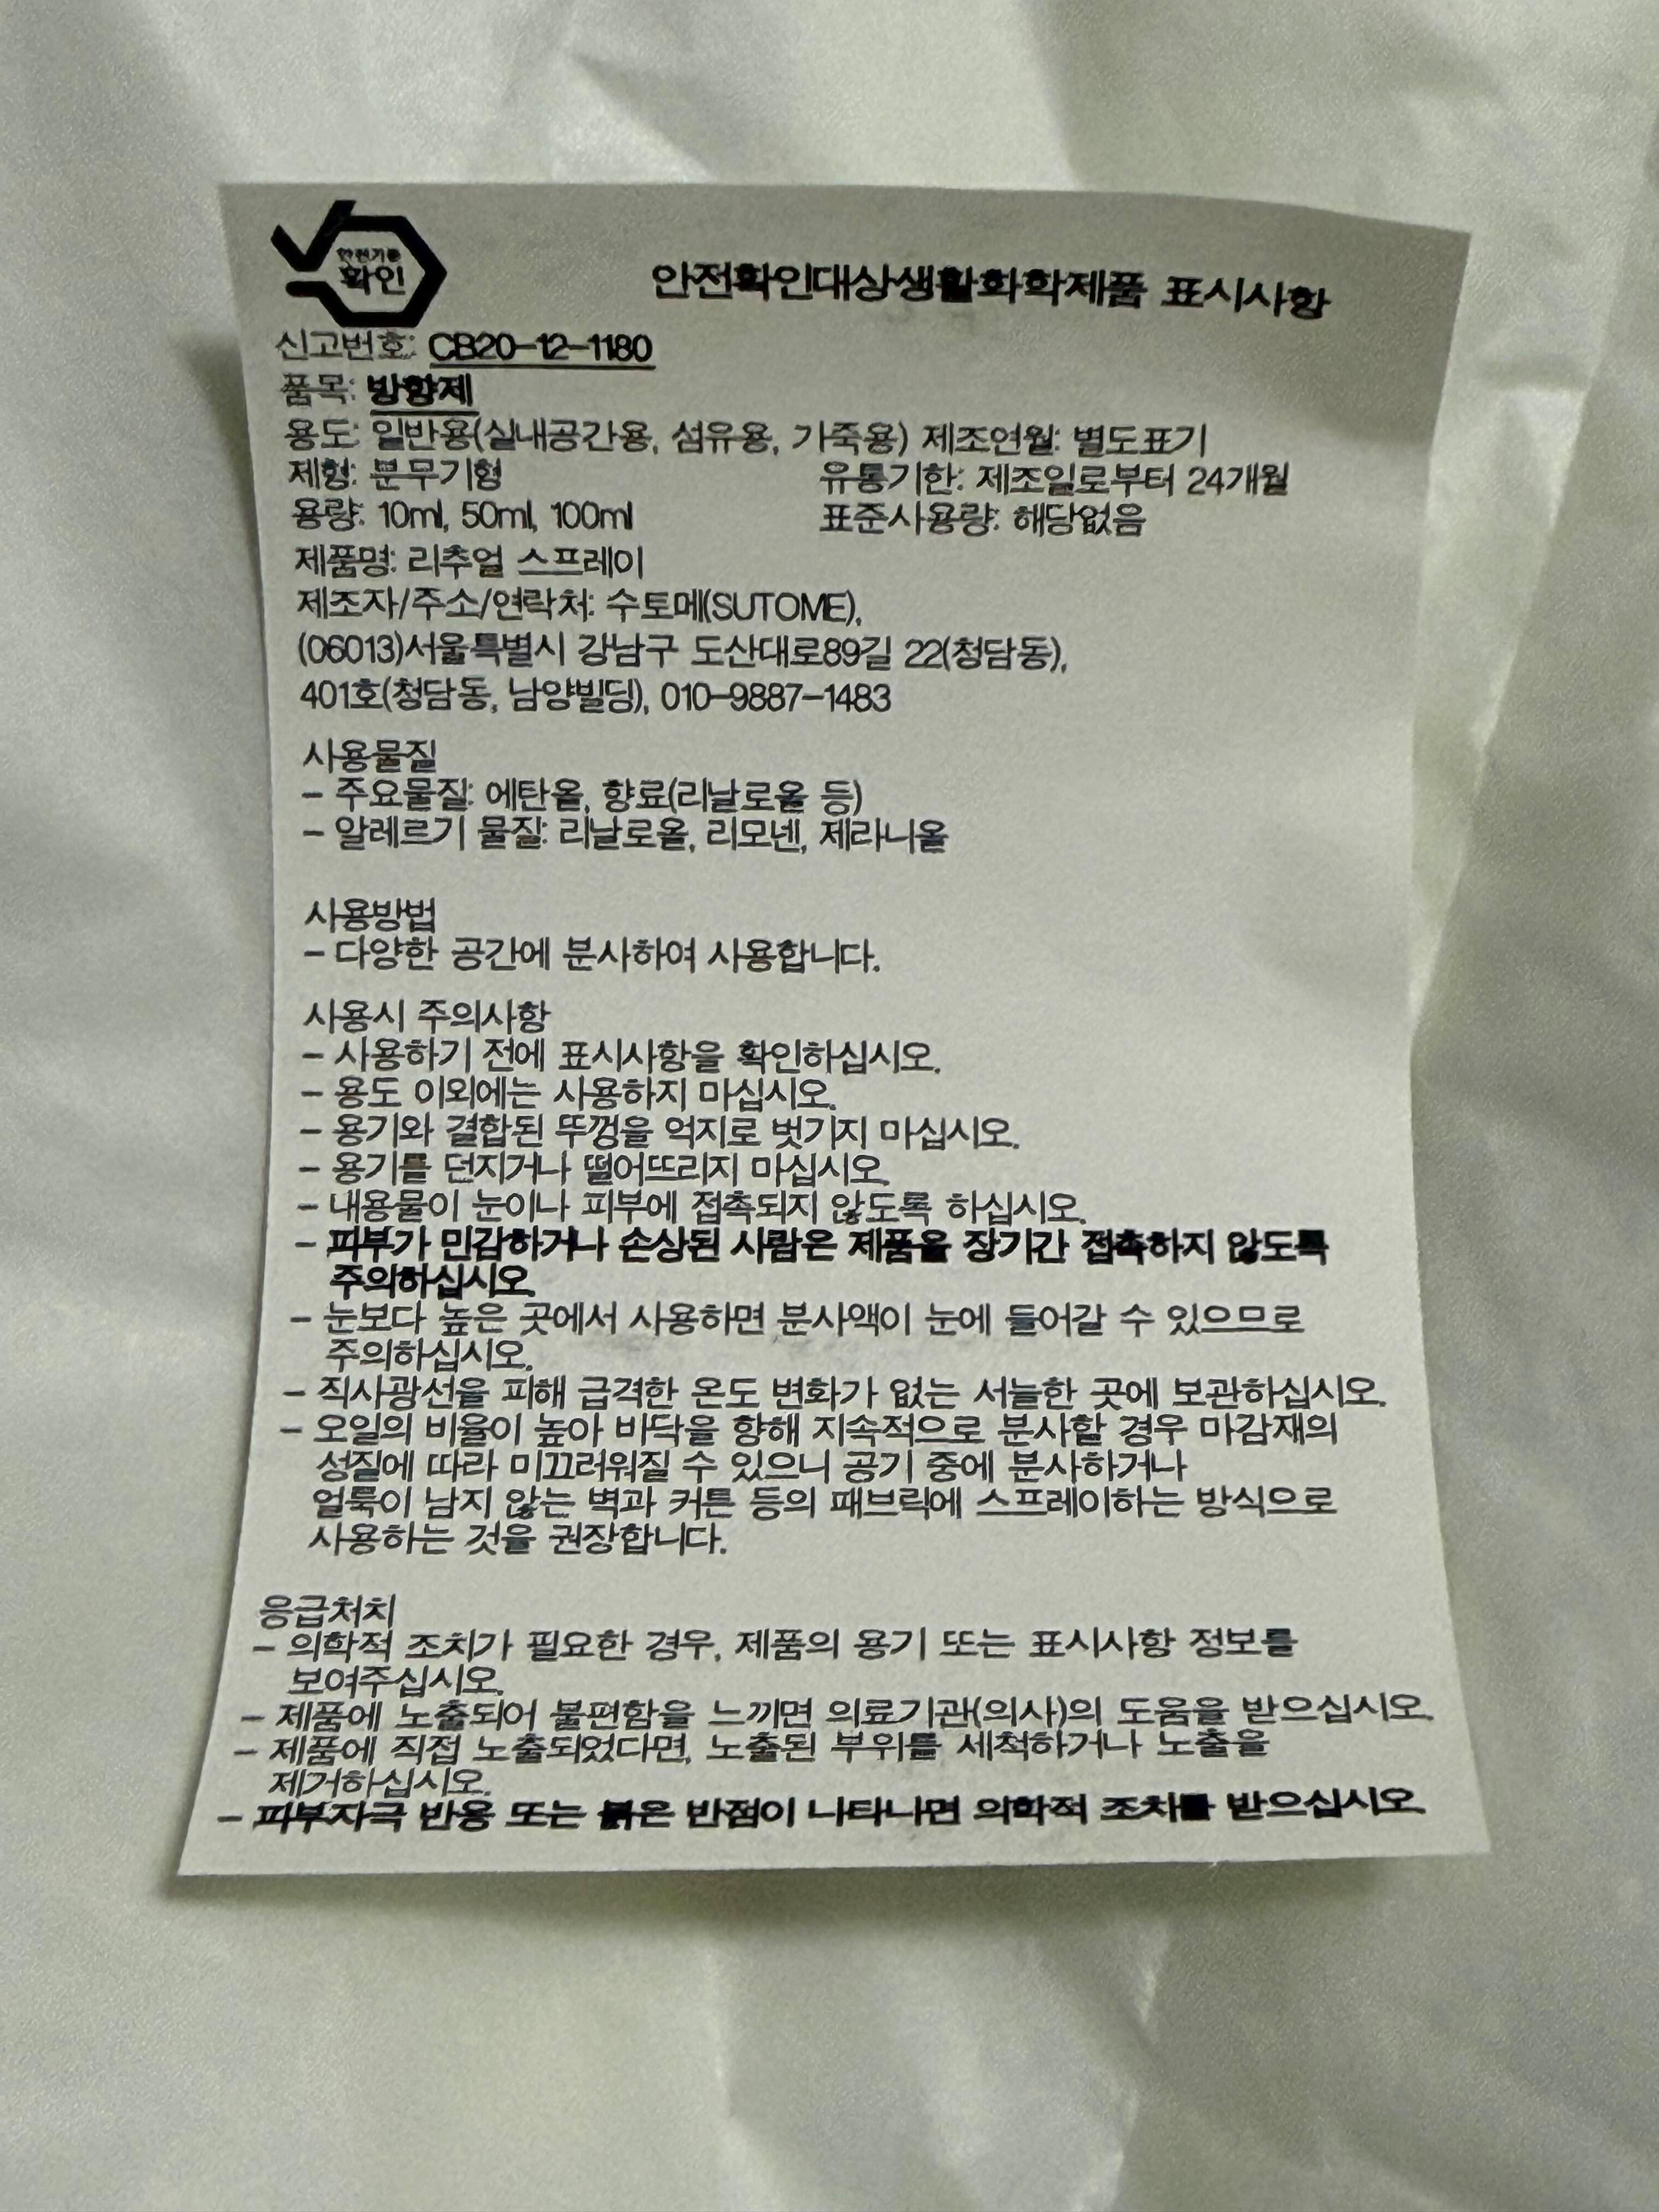 안전기준
확인
안전확인대상생활화학제품 표시사항
신고번호: CB20-12-1180
품목: 방향제
용도: 일반용(실내공간용, 섬유용, 가죽용) 제조연월: 별도표기
제형: 분무기형 유통기한: 제조일로부터 24개월
용량: 10ml, 50ml, 100ml 표준사용량: 해당없음
제품명: 리추얼 스프레이
제조자/주소/연락처: 수토메(SUTOME),
(06013)서울특별시 강남구 도산대로89길 22(청담동),
401호(청담동, 남양빌딩), 010-9887-1483
사용물질
- 주요물질: 에탄올, 향료(리날로올 등)
- 알레르기 물질: 리날로올, 리모넨, 제라니올
사용방법
- 다양한 공간에 분사하여 사용합니다.
사용시 주의사항
- 사용하기 전에 표시사항을 확인하십시오.
- 용도 이외에는 사용하지 마십시오.
- 용기와 결합된 뚜껑을 억지로 벗기지 마십시오.
- 용기를 던지거나 떨어뜨리지 마십시오.
- 내용물이 눈이나 피부에 접촉되지 않도록 하십시오.
- 피부가 민감하거나 손상된 사람은 제품을 장기간 접촉하지 않도록
주의하십시오.
- 눈보다 높은 곳에서 사용하면 분사액이 눈에 들어갈 수 있으므로
주의하십시오.
- 직사광선을 피해 급격한 온도 변화가 없는 서늘한 곳에 보관하십시오.
- 오일의 비율이 높아 바닥을 향해 지속적으로 분사할 경우 마감재의
성질에 따라 미끄러워질 수 있으니 공기 중에 분사하거나
얼룩이 남지 않는 벽과 커튼 등의 패브릭에 스프레이하는 방식으로
사용하는 것을 권장합니다.
응급처치
- 의학적 조치가 필요한 경우, 제품의 용기 또는 표시사항 정보를
보여주십시오.
- 제품에 노출되어 불편함을 느끼면 의료기관(의사)의 도움을 받으십시오.
- 제품에 직접 노출되었다면, 노출된 부위를 세척하거나 노출을
제거하십시오.
- 피부자극 반응 또는 붉은 반점이 나타나면 의학적 조치를 받으십시오.